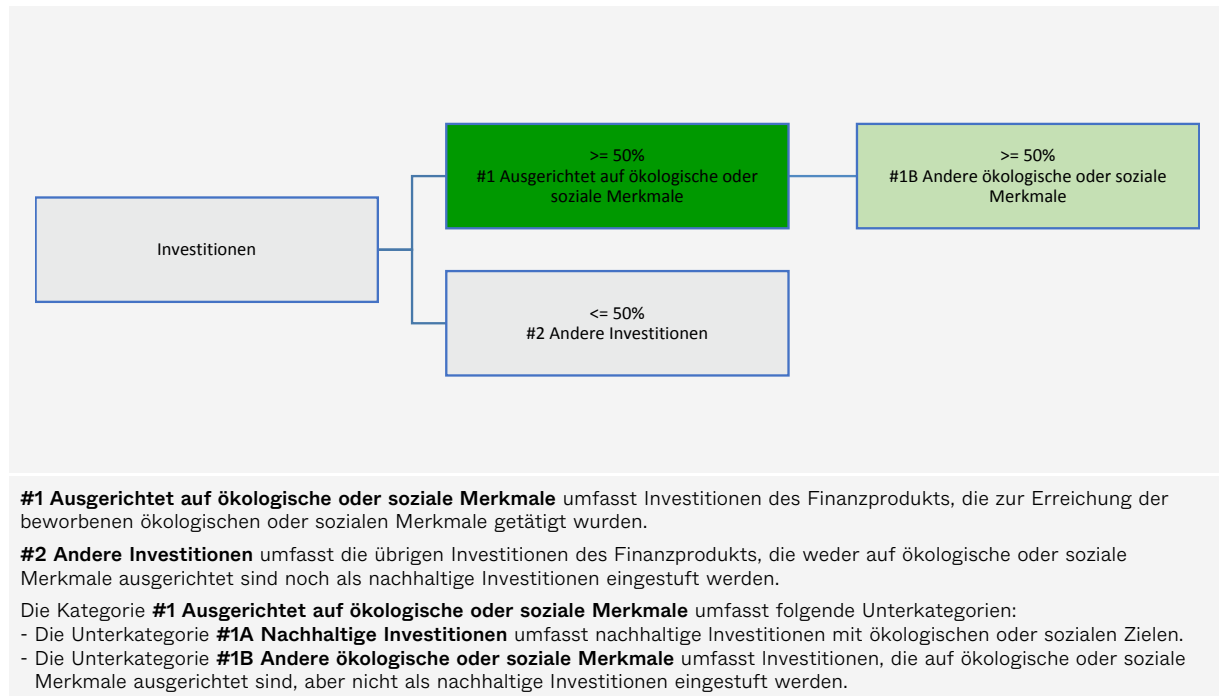 >= 50%
#1 Ausgerichtet auf ökologische oder
soziale Merkmale
>= 50%
#1B Andere ökologische oder soziale
Merkmale
Investitionen
<= 50%
#2 Andere Investitionen
#1 Ausgerichtet auf ökologische oder soziale Merkmale umfasst Investitionen des Finanzprodukts, die zur Erreichung der
beworbenen ökologischen oder sozialen Merkmale getätigt wurden.
#2 Andere Investitionen umfasst die übrigen Investitionen des Finanzprodukts, die weder auf ökologische oder soziale
Merkmale ausgerichtet sind noch als nachhaltige Investitionen eingestuft werden.
Die Kategorie #1 Ausgerichtet auf ökologische oder soziale Merkmale umfasst folgende Unterkategorien:
- Die Unterkategorie #1A Nachhaltige Investitionen umfasst nachhaltige Investitionen mit ökologischen oder sozialen Zielen.
- Die Unterkategorie #1B Andere ökologische oder soziale Merkmale umfasst Investitionen, die auf ökologische oder soziale
Merkmale ausgerichtet sind, aber nicht als nachhaltige Investitionen eingestuft werden.